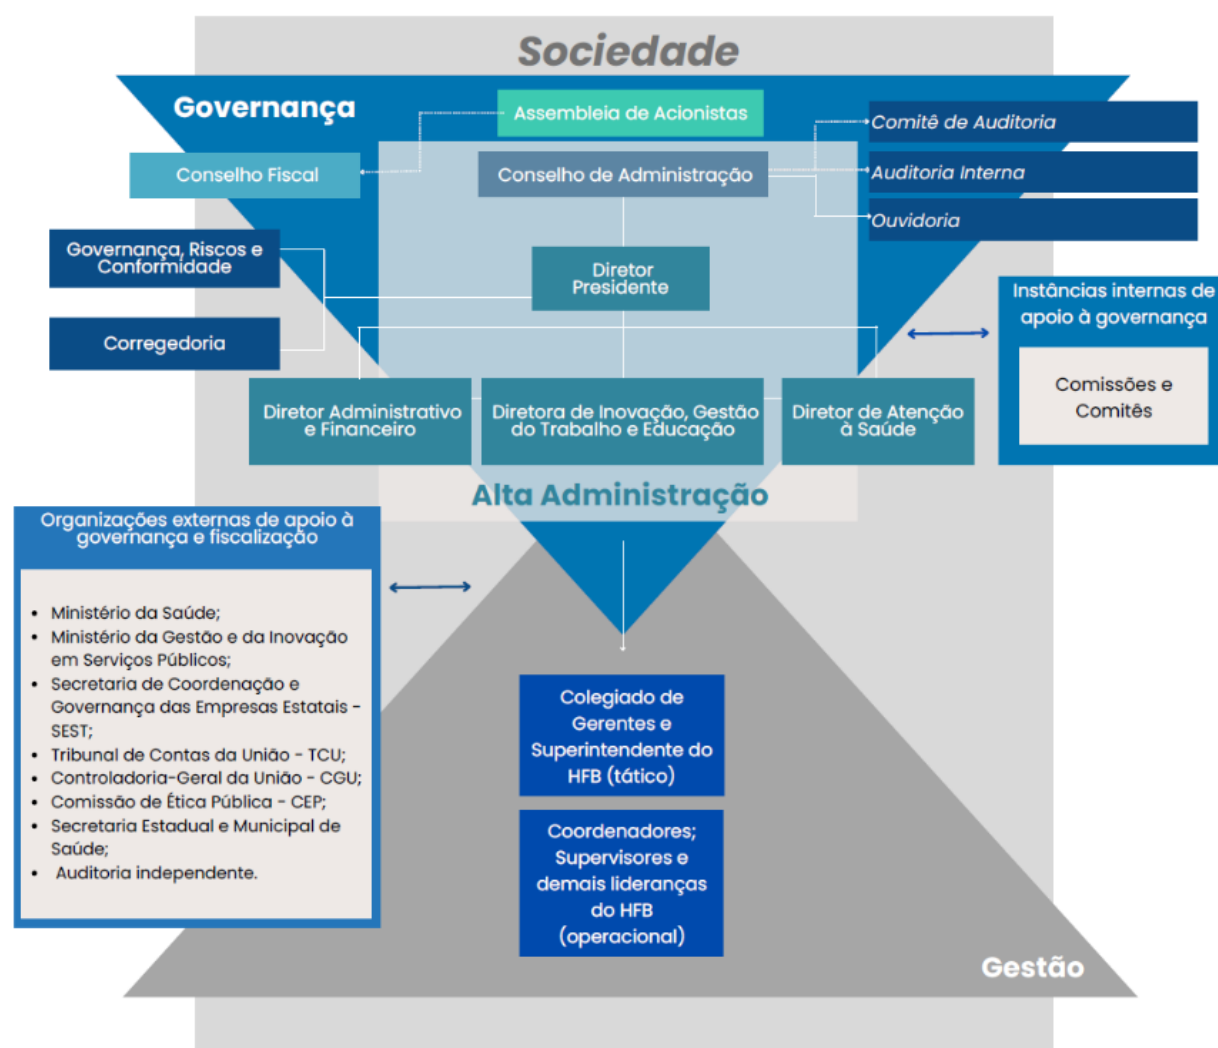 Sociedade
Governança
Assembleia de Acionistas
Comitê de Auditoria
Conselho Fiscal
Conselho de Administração
Auditoria Interna
Ouvidoria
Governança, Riscos e
Conformidade
Diretor
Presidente
Corregedoria
Instâncias internas de
apoio à governança
Comissões e
Comitês
Diretor Administrativo
e Financeiro
Diretora de Inovação, Gestão
do Trabalho e Educação
Diretor de Atenção
à Saúde
Alta Administração
Organizações externas de apoio à
governança e fiscalização
• Ministério da Saúde;
• Ministério da Gestão e da Inovação
em Serviços Públicos;
• Secretaria de Coordenação e
Governança das Empresas Estatais -
SEST;
• Tribunal de Contas da União - TCU;
• Controladoria-Geral da União - CGU;
• Comissão de Ética Pública - CEP;
• Secretaria Estadual e Municipal de
Saúde;
• Auditoria independente.
Colegiado de
Gerentes e
Superintendente do
HFB (tático)
Coordenadores;
Supervisores e
demais lideranças
do HFB
(operacional)
Gestão